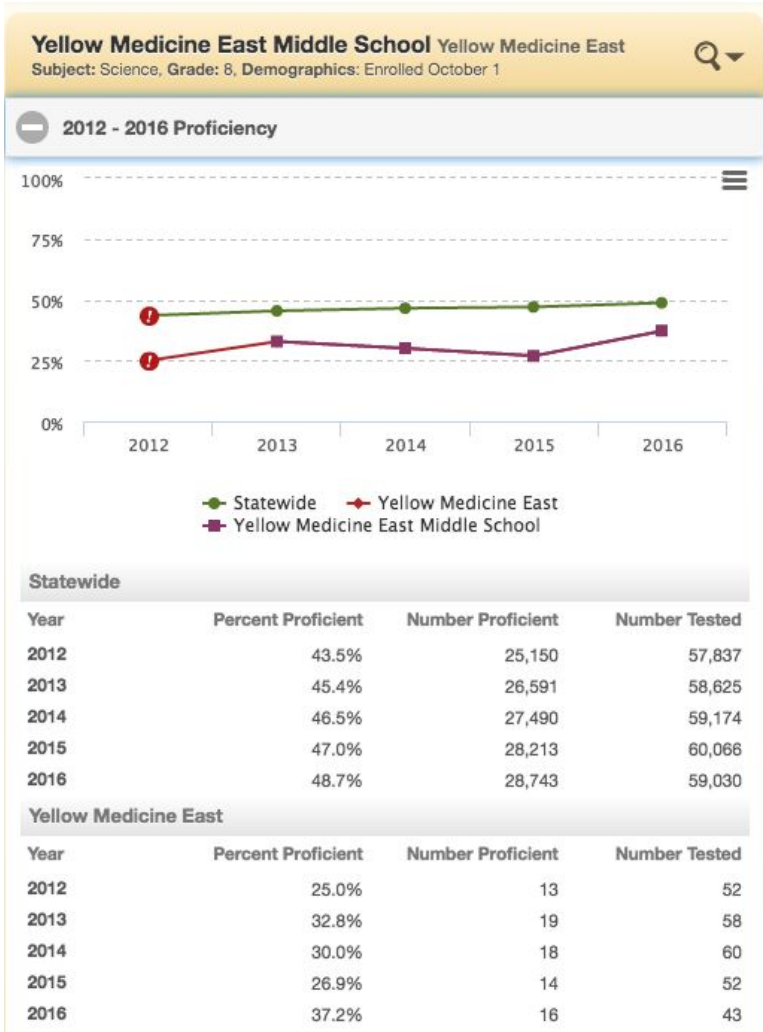 Yellow Medicine East Middle School Yellow Medicine East
Subject: Science, Grade: 8, Demographics: Enrolled October 1
2012 - 2016 Proficiency
100%
75%
50%
25%
0%
2012 2013 2014 2015 2016
Statewide Yellow Medicine East
Yellow Medicine East Middle School
Statewide
Year Percent Proficient Number Proficient Number Tested
2012 43.5% 25,150 57,837
2013 45.4% 26,591 58,625
2014 46.5% 27,490 59,174
2015 47.0% 28,213 60,066
2016 48.7% 28,743 59,030
Yellow Medicine East
Year Percent Proficient Number Proficient Number Tested
2012 25.0% 13 52
2013 32.8% 19 58
2014 30.0% 18 60
2015 26.9% 14 52
2016 37.2% 16 43